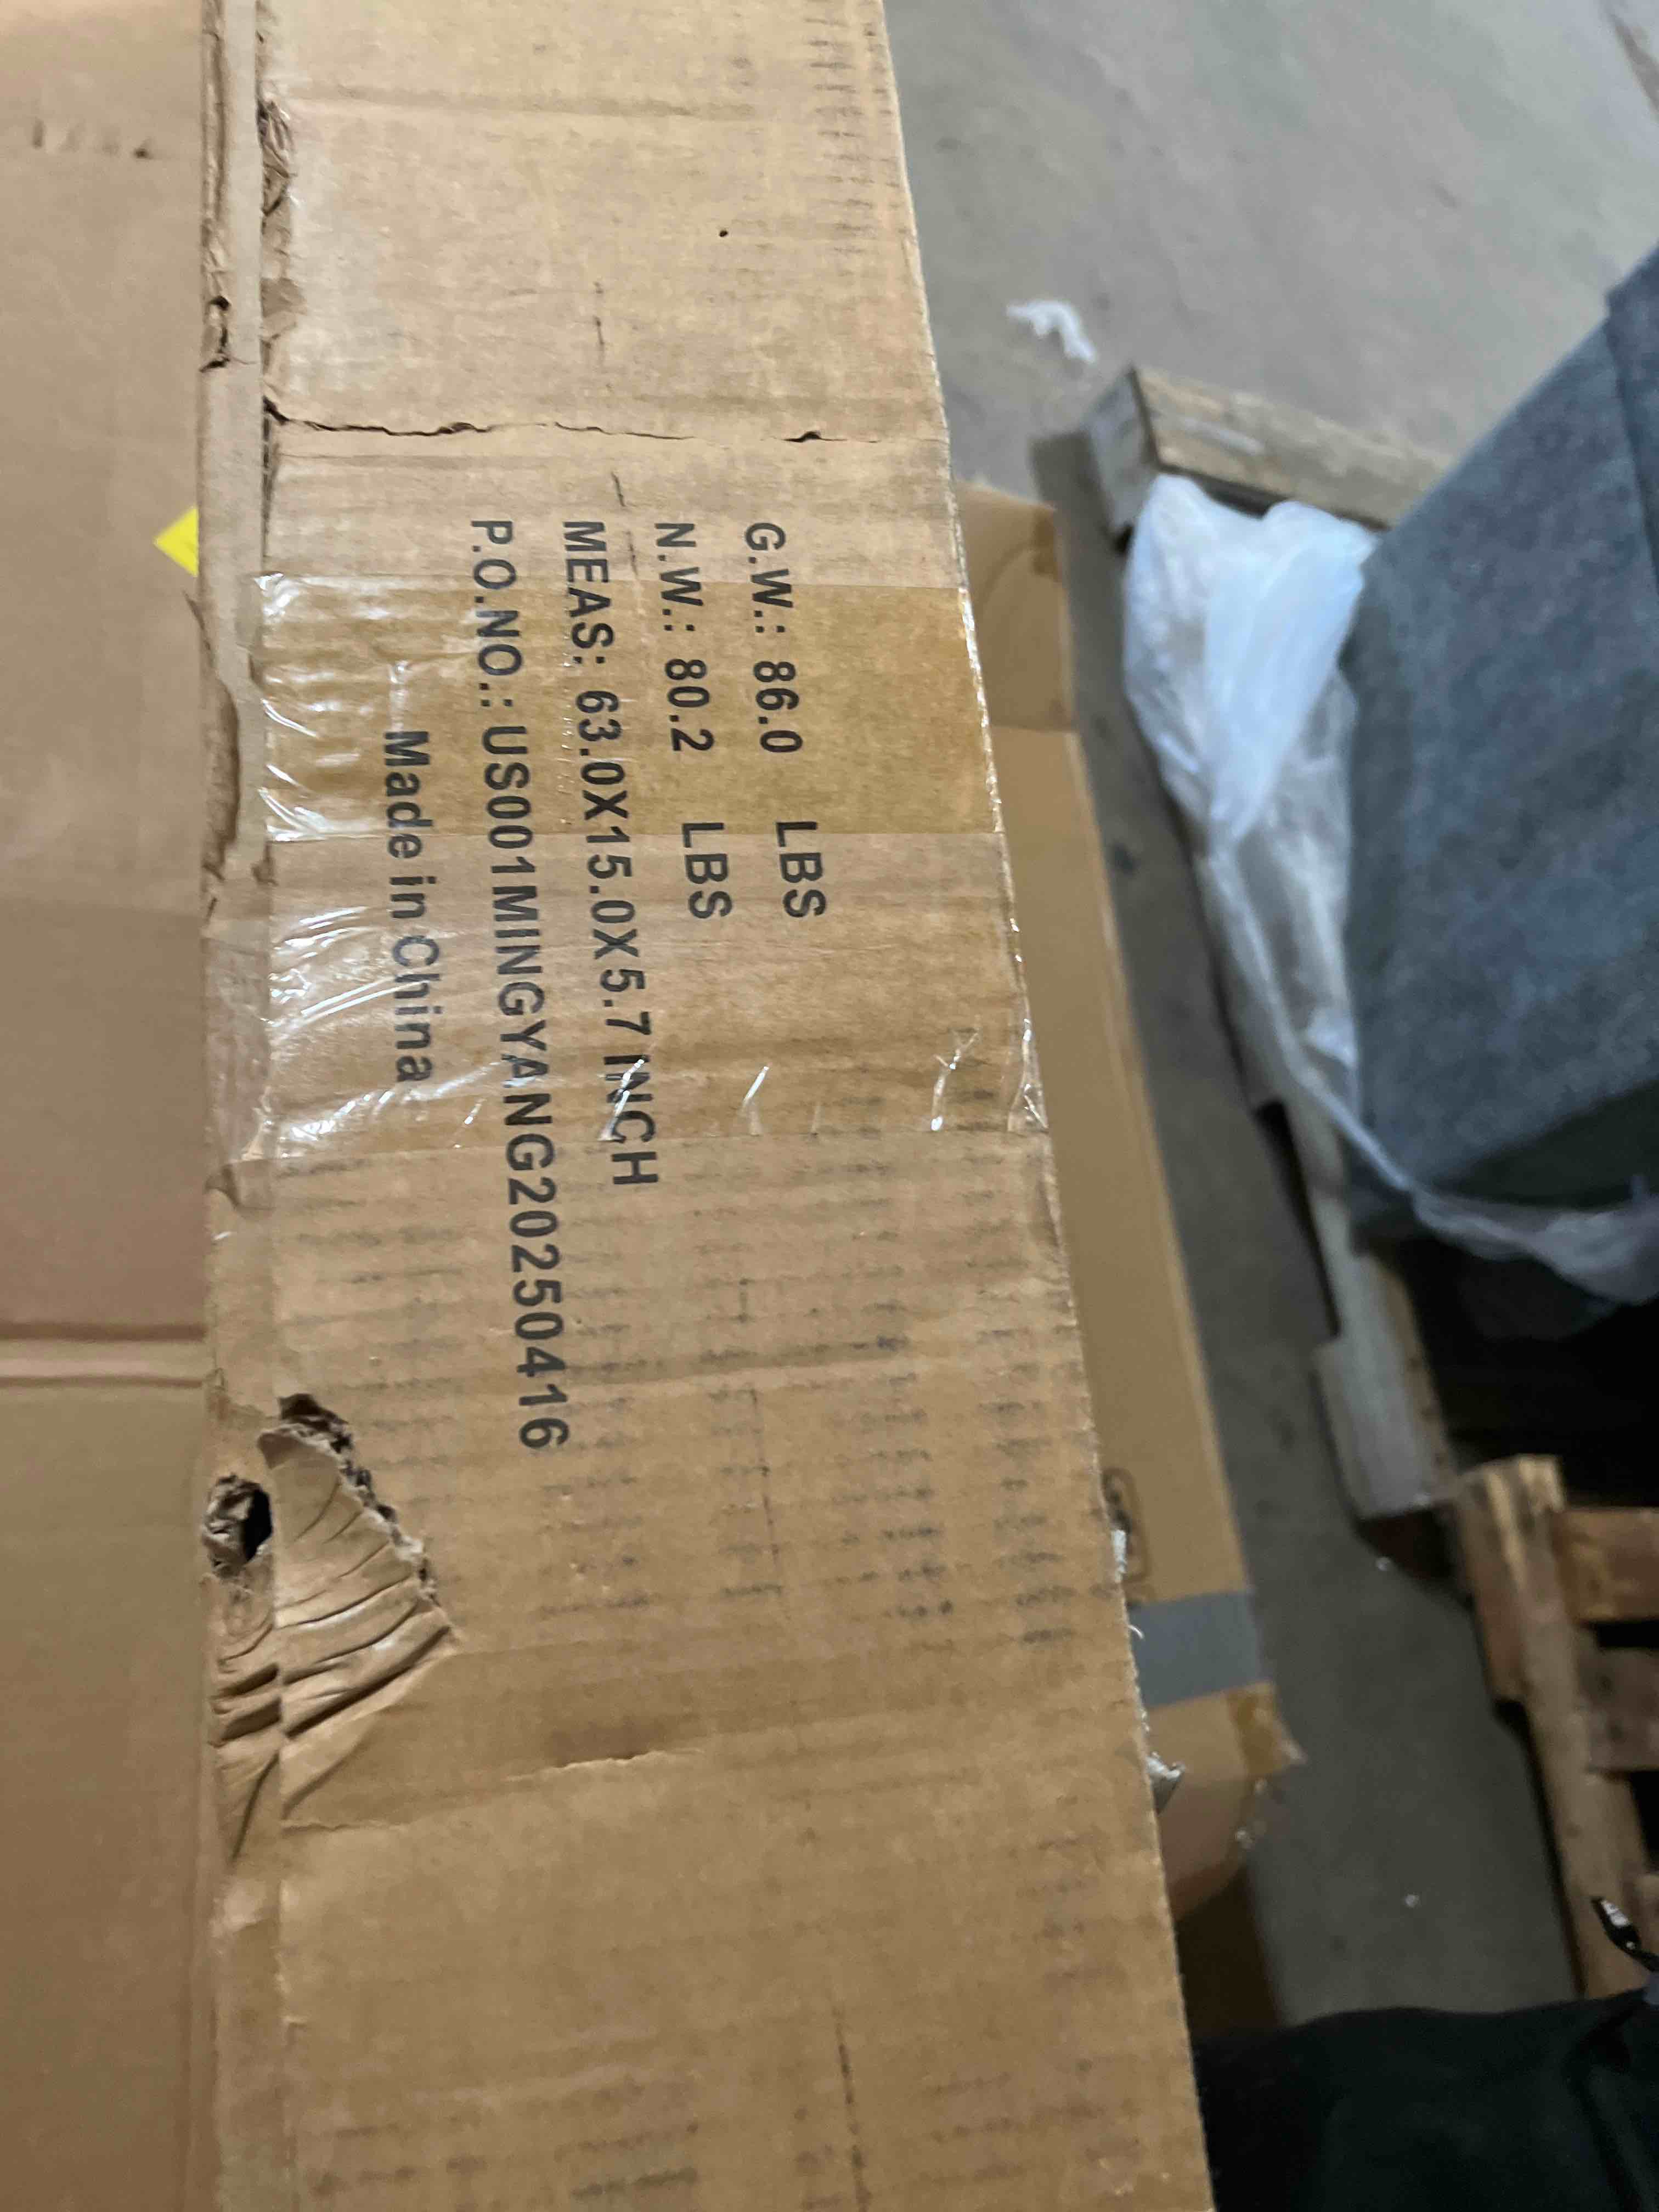 G.W.: 86.0 LBS
N.W.: 80.2 LBS
MEAS: 63.0X15.0X5.7 INCH
P.O.NO.: US001MINGYANG20250416
Made in China